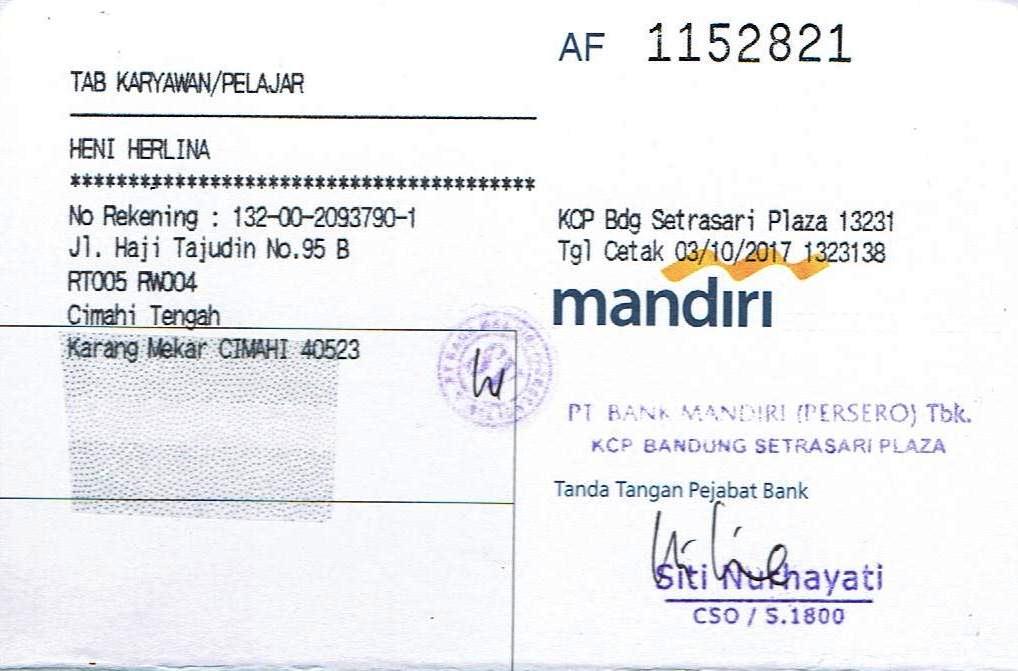 AF 1152821
TAB KARYAWAN/PELAJAR
HENI HERLINA
****************************************
No Rekening : 132-00-2093790-1
Jl. Haji Tajudin No.95 B
RT005 RW004
Cimahi Tengah
Karang Mekar CIMAHI 40523
KCP Bdg Setrasari Plaza 13231
Tgl Cetak 03/10/2017 1323138
mandiri
PT BANK MANDIRI (PERSERO) Tbk.
KCP BANDUNG SETRASARI PLAZA
Tanda Tangan Pejabat Bank
Siti Nurhayati
CSO / S.1800